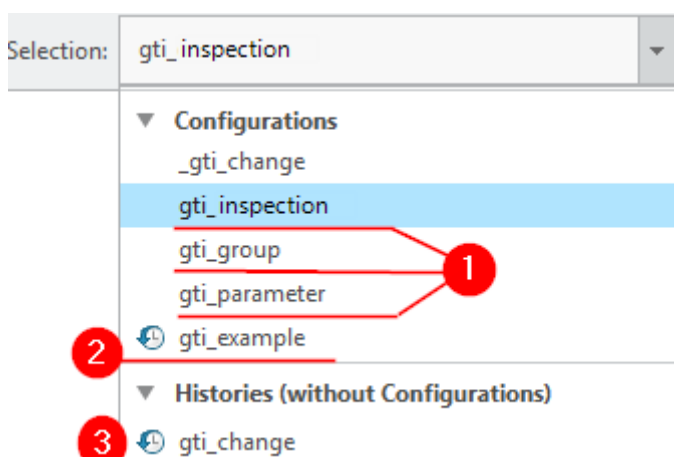 Selection: gti_inspection
Configurations
_gti_change
gti_inspection
gti_group
1
gti_parameter
2 gti_example
Histories (without Configurations)
3 gti_change